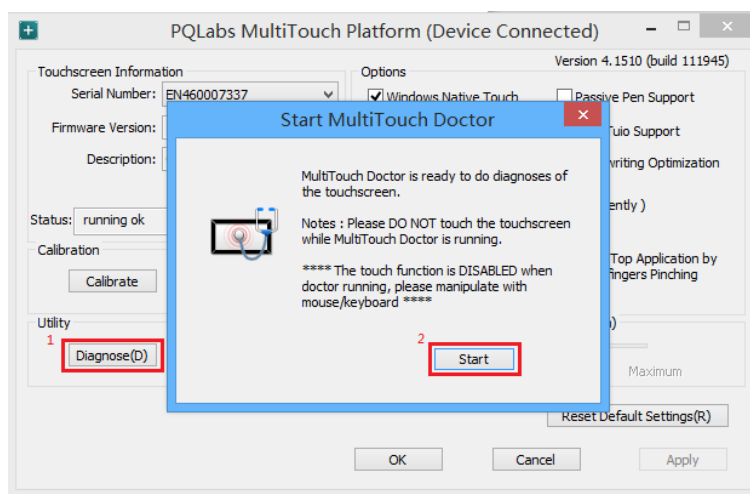 PQLabs MultiTouch Platform (Device Connected)
Version 4.1510 (build 111945)
Touchscreen Information
Serial Number: EN460007337
Firmware Version:
Description:
Status: running ok
Calibration
Calibrate
Utility
1
Diagnose(D)
Options
Windows Native Touch
Passive Pen Support
Tuio Support
writing Optimization
ently )
Top Application by
fingers Pinching
Maximum
Reset Default Settings(R)
Start MultiTouch Doctor
MultiTouch Doctor is ready to do diagnoses of
the touchscreen.
Notes : Please DO NOT touch the touchscreen
while MultiTouch Doctor is running.
**** The touch function is DISABLED when
doctor running, please manipulate with
mouse/keyboard ****
2
Start
OK
Cancel
Apply